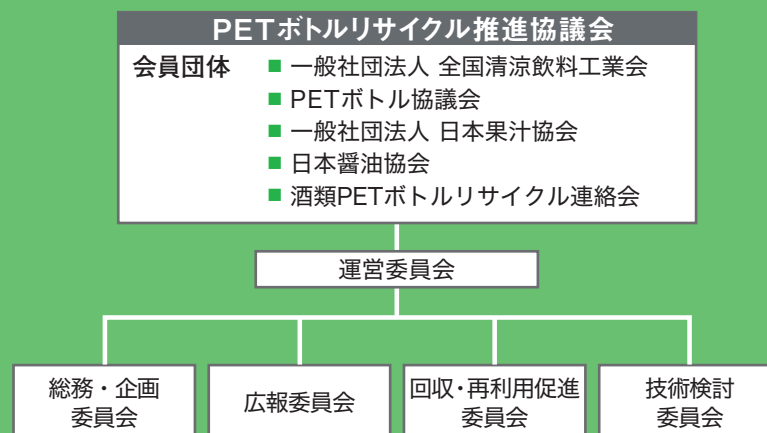 PETボトルリサイクル推進協議会
会員団体
■ 一般社団法人 全国清涼飲料工業会
■ PETボトル協議会
■ 一般社団法人 日本果汁協会
■ 日本醤油協会
■ 酒類PETボトルリサイクル連絡会
運営委員会
総務・企画
委員会
広報委員会
回収・再利用促進
委員会
技術検討
委員会